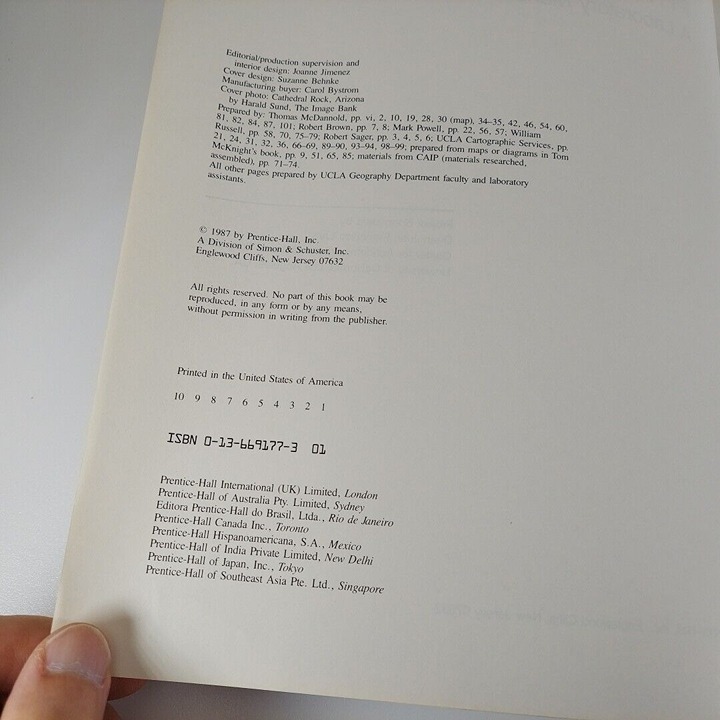 Editorial/production supervision and
interior design: Joanne Jimenez
Cover design: Suzanne Behnke
Manufacturing buyer: Carol Bystrom
Cover photo: Cathedral Rock, Arizona
by Harald Sund, The Image Bank
Prepared by: Thomas McDannold, pp. vi, 2, 10, 19, 28, 30 (map), 34–35, 42, 46, 54, 60,
81, 82, 84, 87, 101; Robert Brown, pp. 7, 8; Mark Powell, pp. 22, 56, 57; William
Russell, pp. 58, 70, 75–79; Robert Sager, pp. 3, 4, 5, 6; UCLA Cartographic Services, pp.
21, 24, 31, 32, 36, 66–69, 89–90, 93–94, 98–99; prepared from maps or diagrams in Tom
McKnight's book, pp. 9, 51, 65, 85; materials from CAIP (materials researched,
assembled), pp. 71–74.
All other pages prepared by UCLA Geography Department faculty and laboratory
assistants.
© 1987 by Prentice-Hall, Inc.
A Division of Simon & Schuster, Inc.
Englewood Cliffs, New Jersey 07632
All rights reserved. No part of this book may be
reproduced, in any form or by any means,
without permission in writing from the publisher.
Printed in the United States of America
10 9 8 7 6 5 4 3 2 1
ISBN 0-13-669177-3 01
Prentice-Hall International (UK) Limited, London
Prentice-Hall of Australia Pty. Limited, Sydney
Editora Prentice-Hall do Brasil, Ltda., Rio de Janeiro
Prentice-Hall Canada Inc., Toronto
Prentice-Hall Hispanoamericana, S.A., Mexico
Prentice-Hall of India Private Limited, New Delhi
Prentice-Hall of Japan, Inc., Tokyo
Prentice-Hall of Southeast Asia Pte. Ltd., Singapore